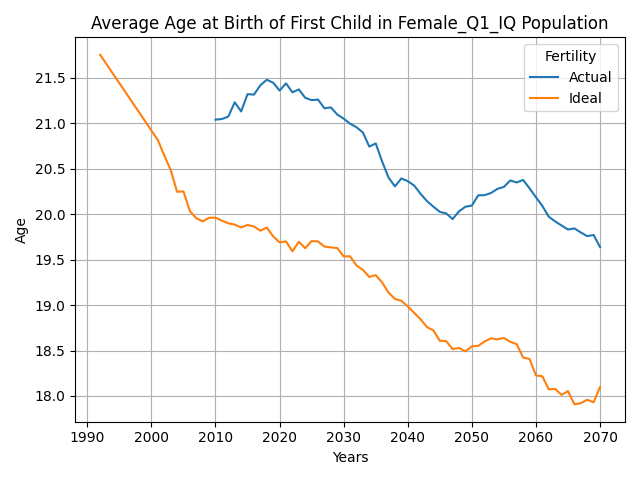 Average Age at Birth of First Child in Female_Q1_IQ Population
Fertility
Actual
Ideal
21.5
21.0
20.5
20.0
19.5
19.0
18.5
18.0
Age
1990 2000 2010 2020 2030 2040 2050 2060 2070
Years